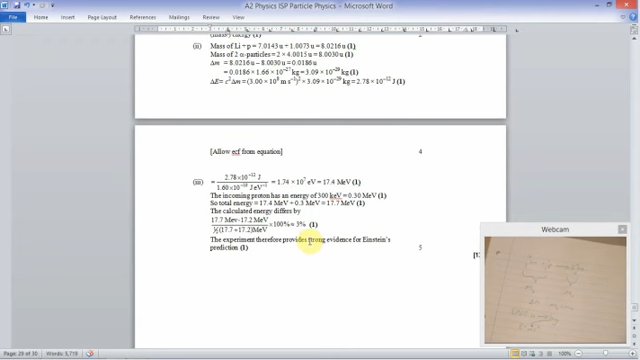 A2 Physics ISP Particle Physics - Microsoft Word
File Home Insert Page Layout References Mailings Review View
(mass) energy (1) 2
(ii) Mass of Li + p = 7.0143 u + 1.0073 u = 8.0216 u (1)
Mass of 2 α-particles = 2 × 4.0015 u = 8.0030 u (1)
Δm = 8.0216 u – 8.0030 u = 0.0186 u
= 0.0186 × 1.66 × 10⁻²⁷ kg = 3.09 × 10⁻²⁹ kg (1)
ΔE= c²Δm = (3.00 × 10⁸ m s⁻¹)² × 3.09 × 10⁻²⁹ kg = 2.78 × 10⁻¹² J (1)
[Allow ecf from equation] 4
(iii) = 2.78×10⁻¹² J / 1.60×10⁻¹⁹ J eV⁻¹ = 1.74 × 10⁷ eV = 17.4 MeV (1)
The incoming proton has an energy of 300 keV = 0.30 MeV (1)
So total energy = 17.4 MeV + 0.3 MeV = 17.7 MeV (1)
The calculated energy differs by
17.7 Mev-17.2 MeV / ½(17.7 + 17.2)MeV ×100% ≈ 3% (1)
The experiment therefore provides strong evidence for Einstein's
prediction (1) 5
Webcam
Page: 29 of 30 Words: 5,719 100%